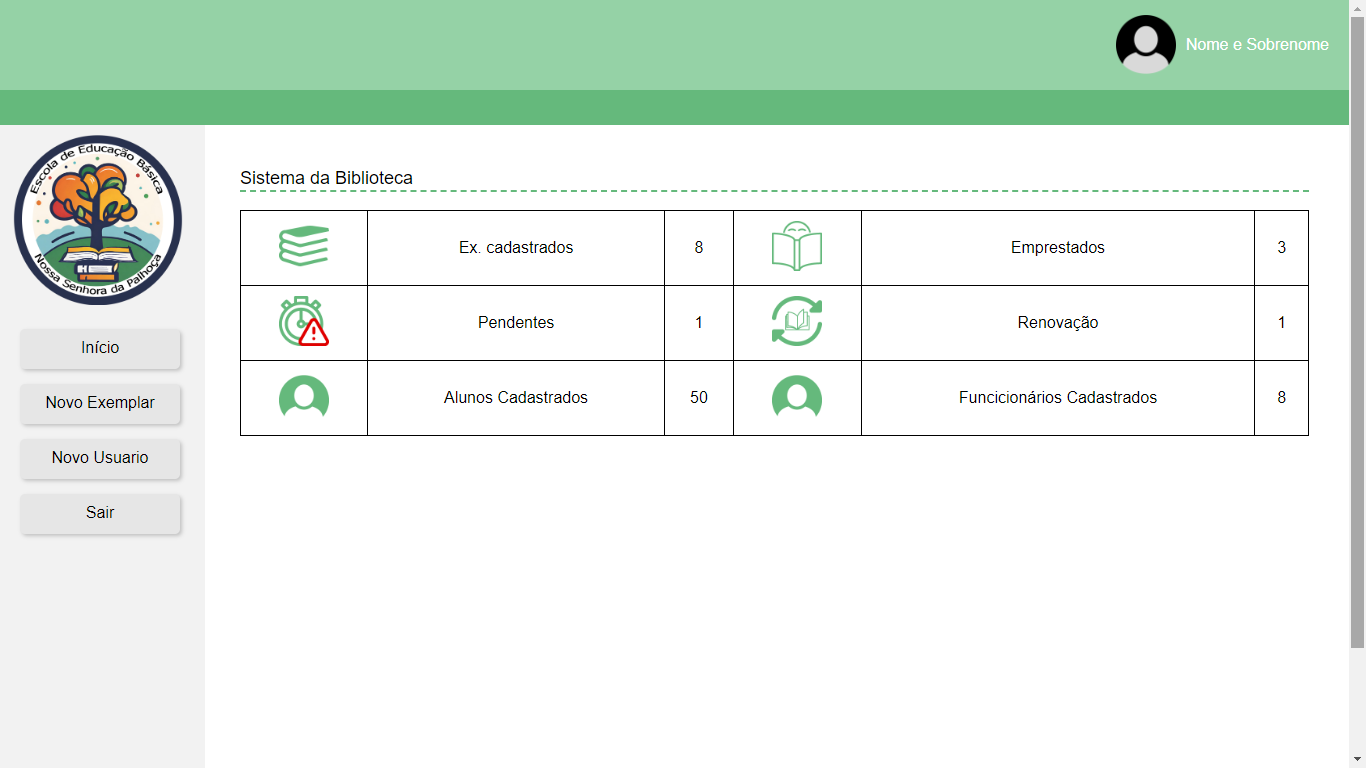 Nome e Sobrenome
Escola de Educação Básica
Nossa Senhora da Palhoça
Início
Novo Exemplar
Novo Usuario
Sair
Sistema da Biblioteca
Ex. cadastrados 8 Emprestados 3
Pendentes 1 Renovação 1
Alunos Cadastrados 50 Funcicionários Cadastrados 8